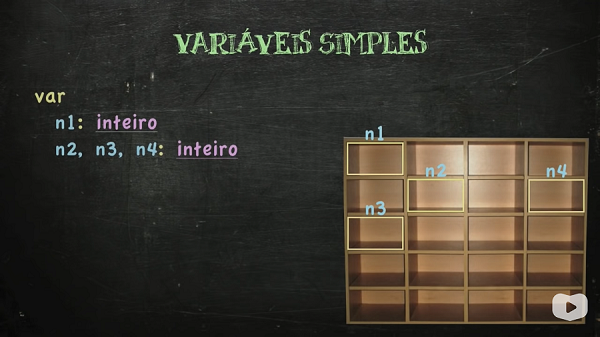 VARIÁVEIS SIMPLES
var
n1: inteiro
n2, n3, n4: inteiro
n1
n2
n4
n3